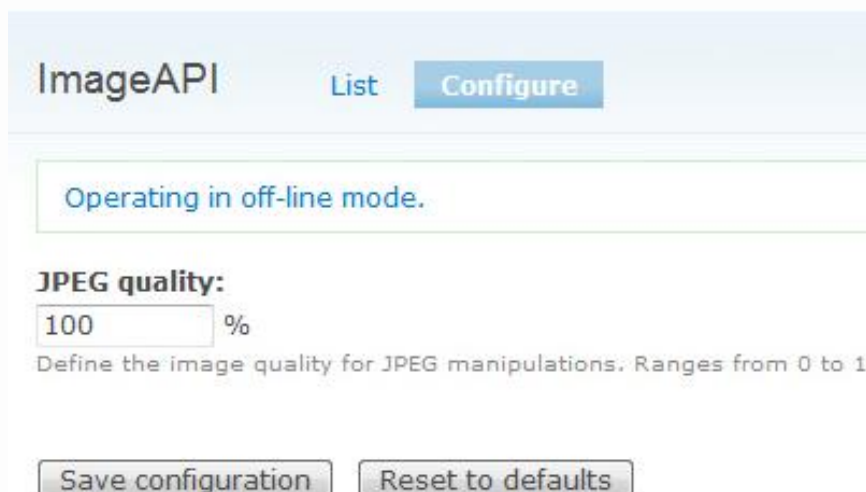 ImageAPI List Configure
Operating in off-line mode.
JPEG quality:
100 %
Define the image quality for JPEG manipulations. Ranges from 0 to 1
Save configuration Reset to defaults